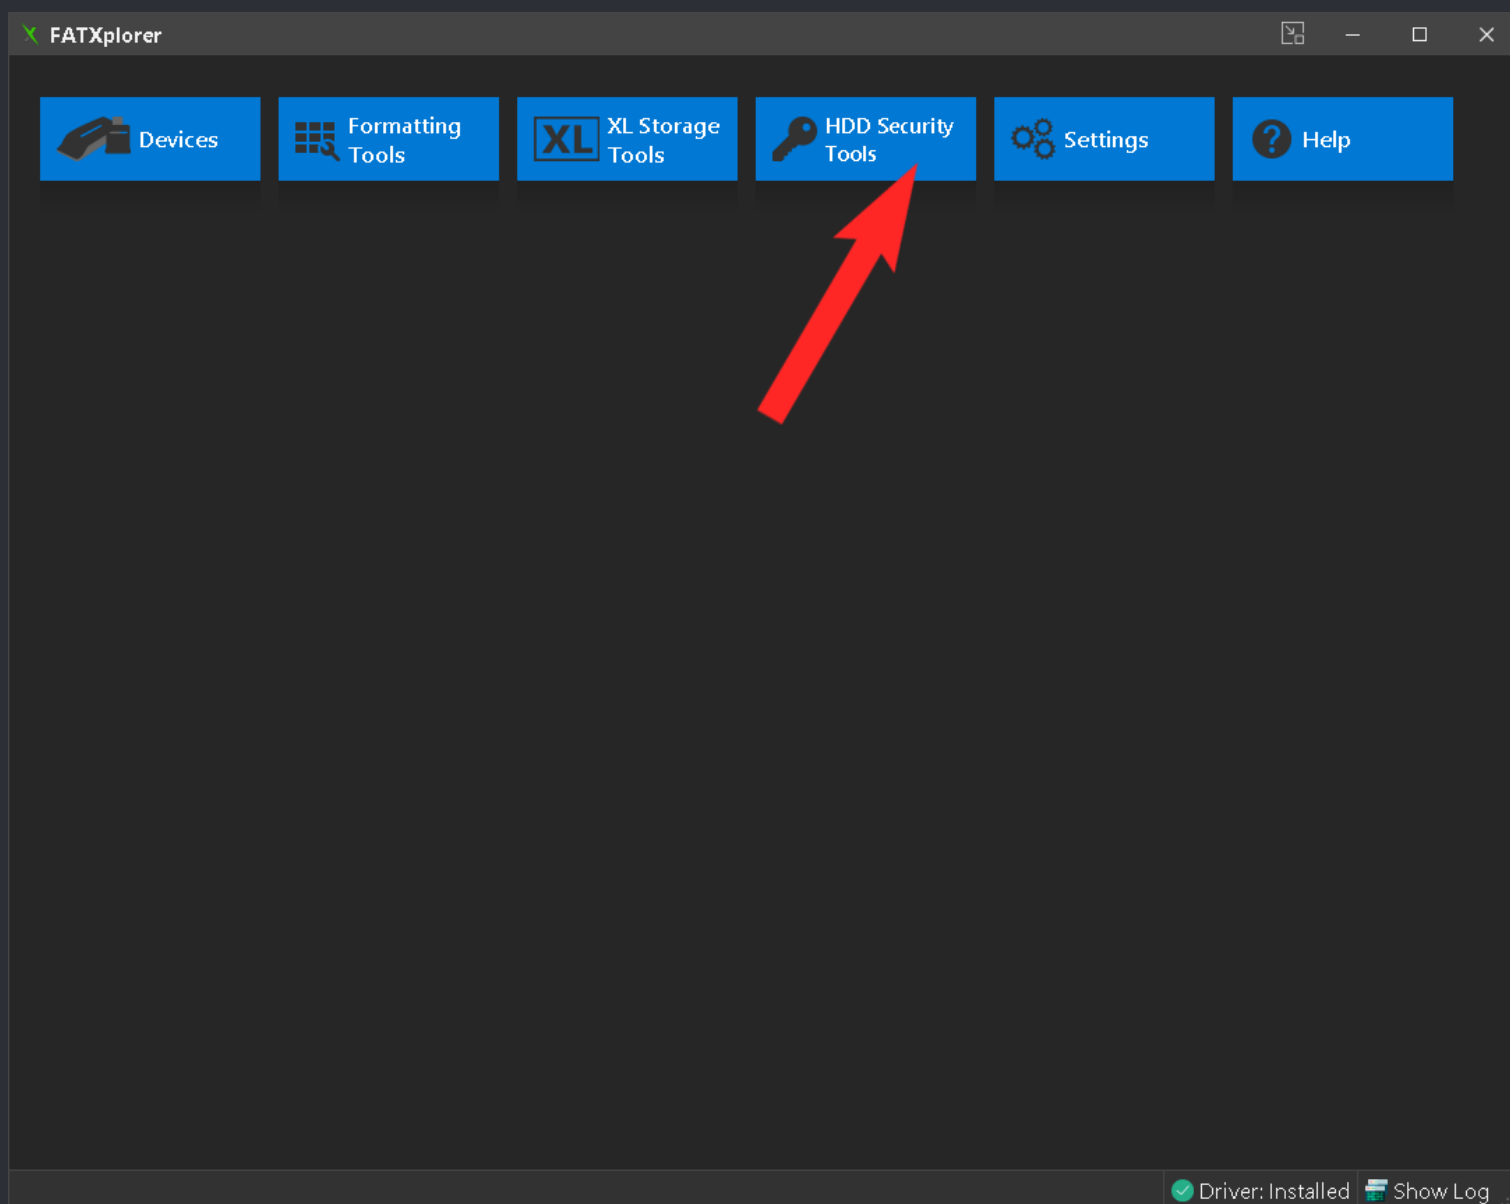 FATXplorer
Devices
Formatting
Tools
XL
XL Storage
Tools
HDD Security
Tools
Settings
?
Help
Driver: Installed
Show Log